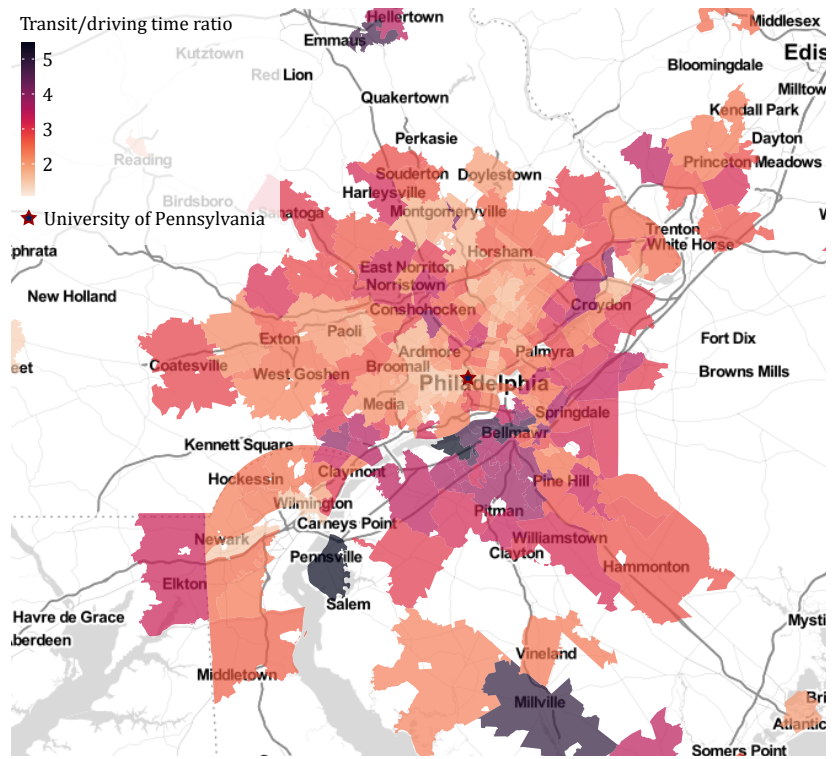 Transit/driving time ratio
5
4
3
2
University of Pennsylvania
Hellertown
Emmaus
Middlesex
Kutztown
Edis
Red Lion
Bloomingdale
Quakertown
Milltow
Kendall Park
Perkasie
Dayton
Reading
Souderton
Doylestown
Princeton Meadows
Harleysville
Birdsboro
Sanatoga
Montgomeryville
W
Trenton
White Horse
phrata
Horsham
East Norriton
Norristown
New Holland
Conshohocken
Croydon
Paoli
Exton
Fort Dix
Ardmore
Palmyra
eet
Coatesville
Broomall
West Goshen
Browns Mills
Philadelphia
Media
Springdale
Bellmawr
Kennett Square
Claymont
Hockessin
Pine Hill
Wilmington
Pitman
Carneys Point
Newark
Williamstown
Clayton
Pennsville
Hammonton
Elkton
Salem
Havre de Grace
Mysti
berdeen
Vineland
Middletown
Millville
Bri
Atlantic
Somers Point